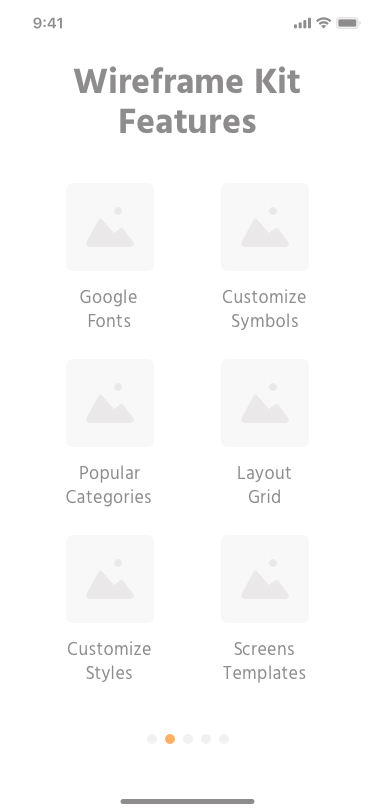 9:41
Wireframe Kit
Features
Google
Fonts
Customize
Symbols
Popular
Categories
Layout
Grid
Customize
Styles
Screens
Templates